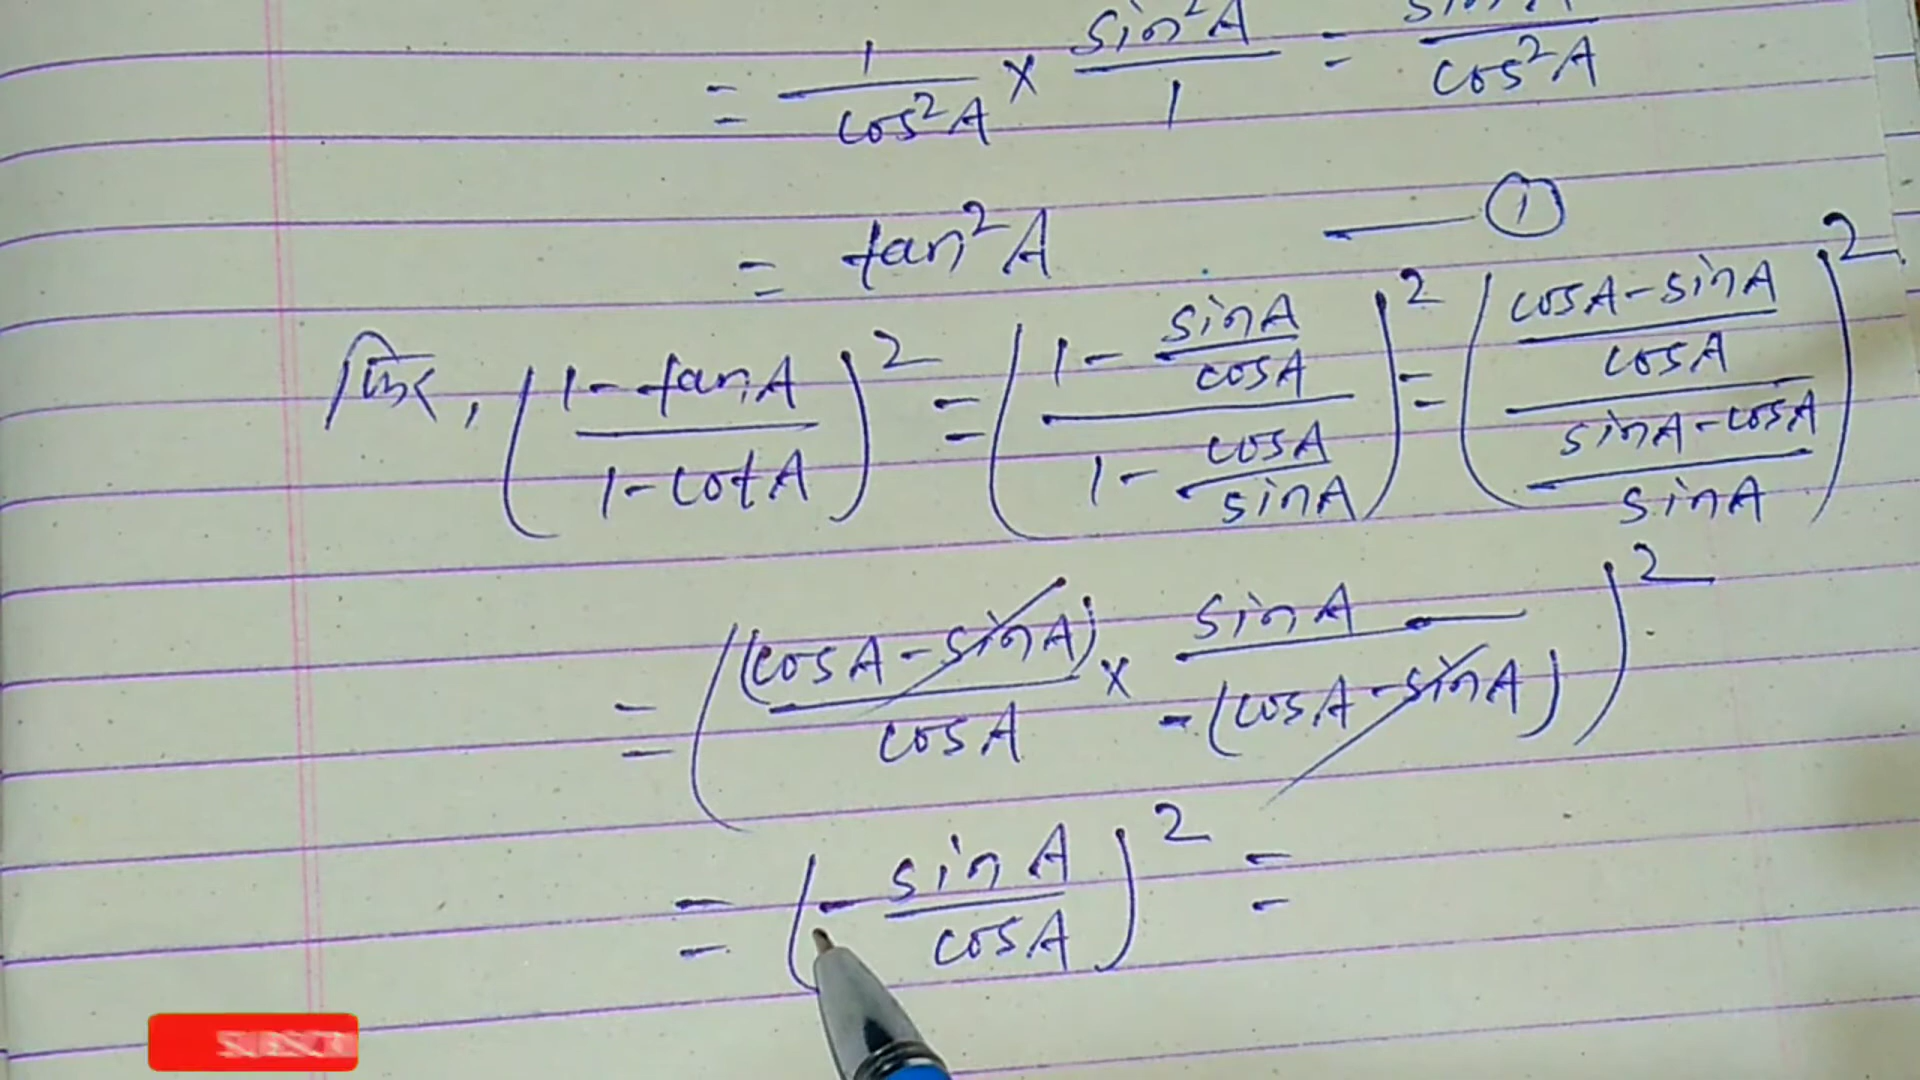 = 1/cos²A × sin²A/1 = sin²A/cos²A
= tan²A —— ①
फिर, ((1 - tanA)/(1 - cotA))² = ((1 - sinA/cosA)/(1 - cosA/sinA))² = (((cosA - sinA)/cosA)/((sinA - cosA)/sinA))²
= ((cosA - sinA)/cosA × sinA/-(cosA - sinA))²
= (- sinA/cosA)² =